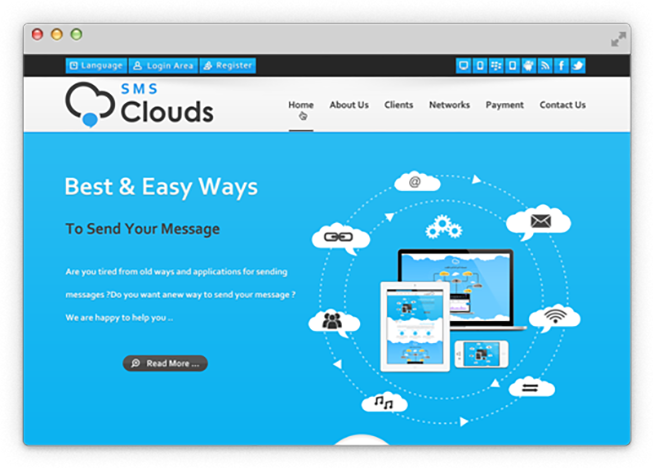 Language Login Area Register
SMS
Clouds
Home About Us Clients Networks Payment Contact Us
Best & Easy Ways
To Send Your Message
Are you tired from old ways and applications for sending
messages ?Do you want anew way to send your message ?
We are happy to help you ..
Read More ...
@